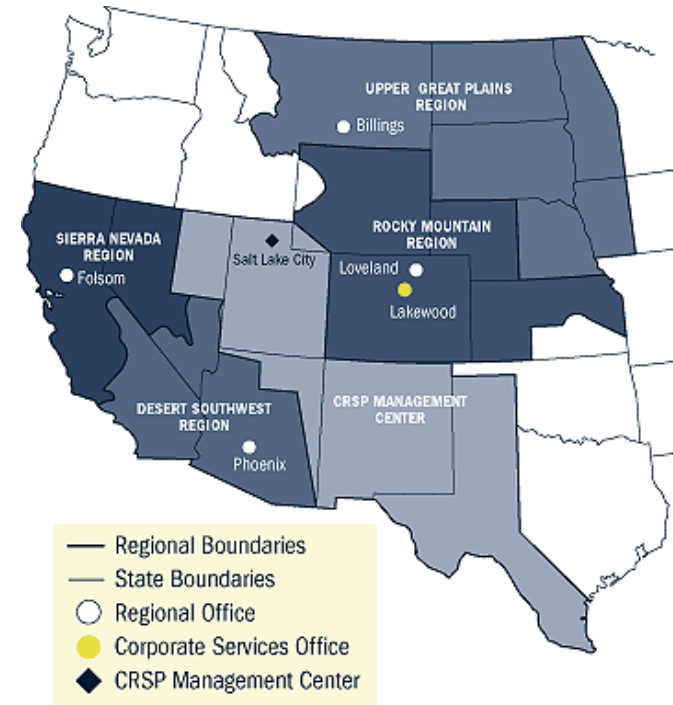 UPPER GREAT PLAINS
REGION
Billings
ROCKY MOUNTAIN
REGION
SIERRA NEVADA
REGION
Salt Lake City
Loveland
Folsom
Lakewood
CRSP MANAGEMENT
CENTER
DESERT SOUTHWEST
REGION
Phoenix
Regional Boundaries
State Boundaries
Regional Office
Corporate Services Office
CRSP Management Center